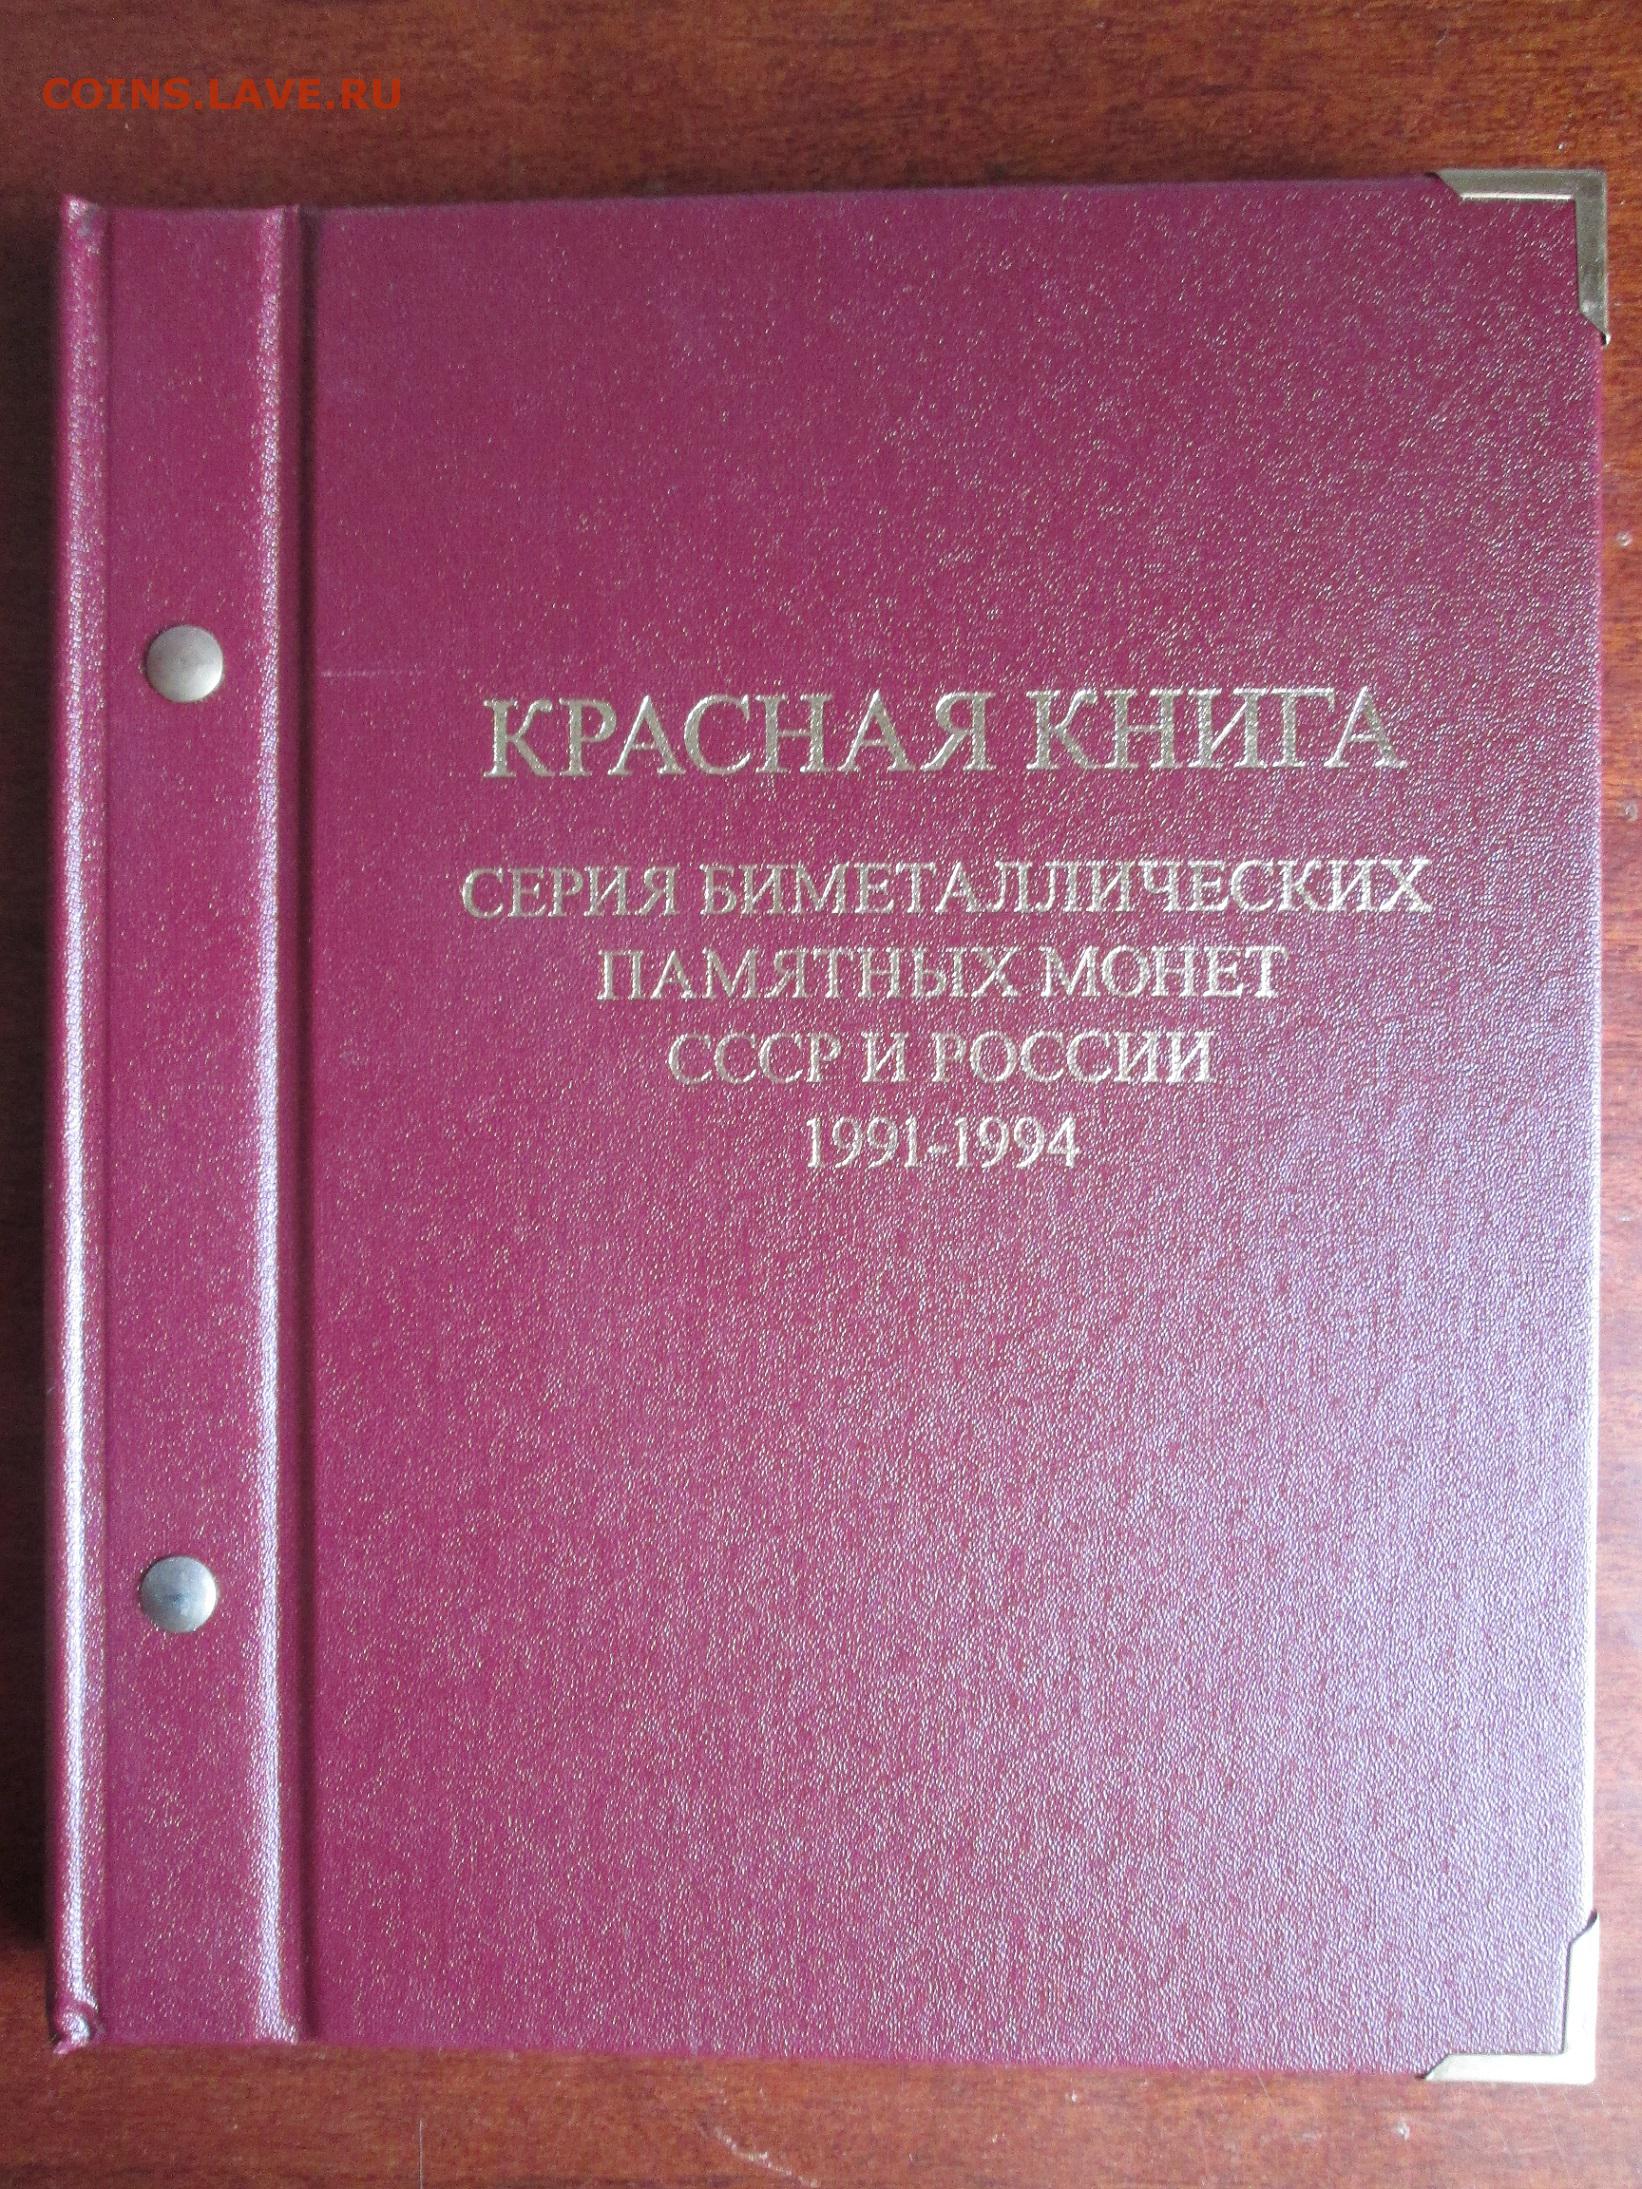 COINS.LAVE.RU
КРАСНАЯ КНИГА
СЕРИЯ БИМЕТАЛЛИЧЕСКИХ
ПАМЯТНЫХ МОНЕТ
СССР И РОССИИ
1991-1994